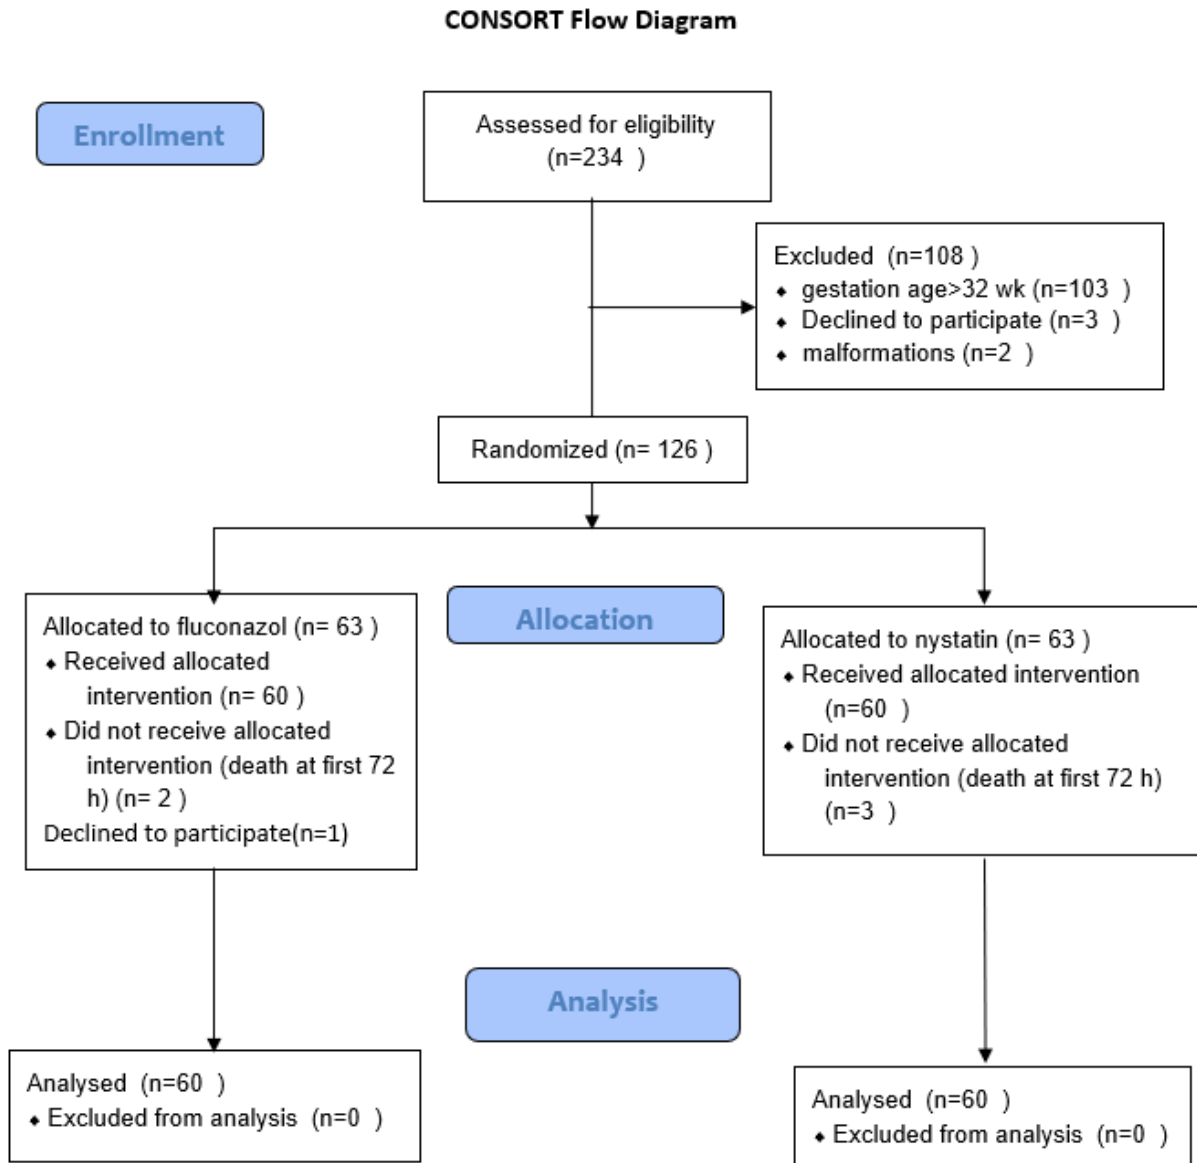 CONSORT Flow Diagram
Enrollment
Assessed for eligibility
(n=234  )
Excluded  (n=108 )
♦ gestation age>32 wk (n=103  )
♦ Declined to participate (n=3  )
♦ malformations (n=2  )
Randomized (n= 126 )
Allocation
Allocated to fluconazol (n= 63 )
♦ Received allocated
intervention (n= 60 )
♦ Did not receive allocated
intervention (death at first 72
h) (n= 2 )
Declined to participate(n=1)
Allocated to nystatin (n= 63 )
♦ Received allocated intervention
(n=60  )
♦ Did not receive allocated
intervention (death at first 72 h)
(n=3  )
Analysis
Analysed  (n=60  )
♦ Excluded from analysis  (n=0  )
Analysed  (n=60  )
♦ Excluded from analysis  (n=0  )